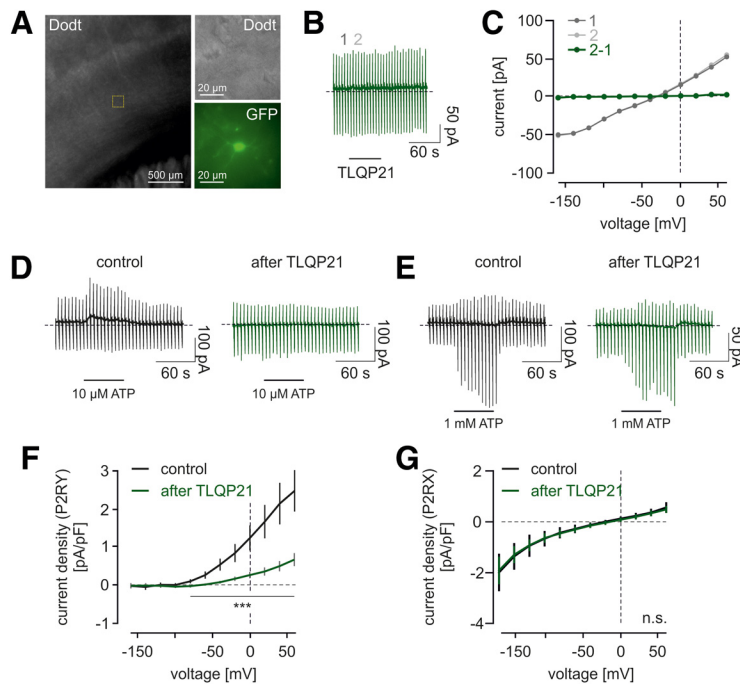 A
Dodt
Dodt
20 µm
GFP
500 µm
20 µm
B
1 2
50 pA
60 s
TLQP21
C
1
2
2-1
current [pA]
100
50
0
-50
-100
-150
-50
0
50
voltage [mV]
D
control
after TLQP21
100 pA
60 s
100 pA
60 s
10 µM ATP
10 µM ATP
E
control
after TLQP21
100 pA
60 s
50 pA
60 s
1 mM ATP
1 mM ATP
F
control
after TLQP21
current density (P2RY)
[pA/pF]
3
2
1
0
-1
***
-150
-50
0
50
voltage [mV]
G
control
after TLQP21
current density (P2RX)
[pA/pF]
2
0
-2
-4
n.s.
-150
-100
0
50
voltage [mV]